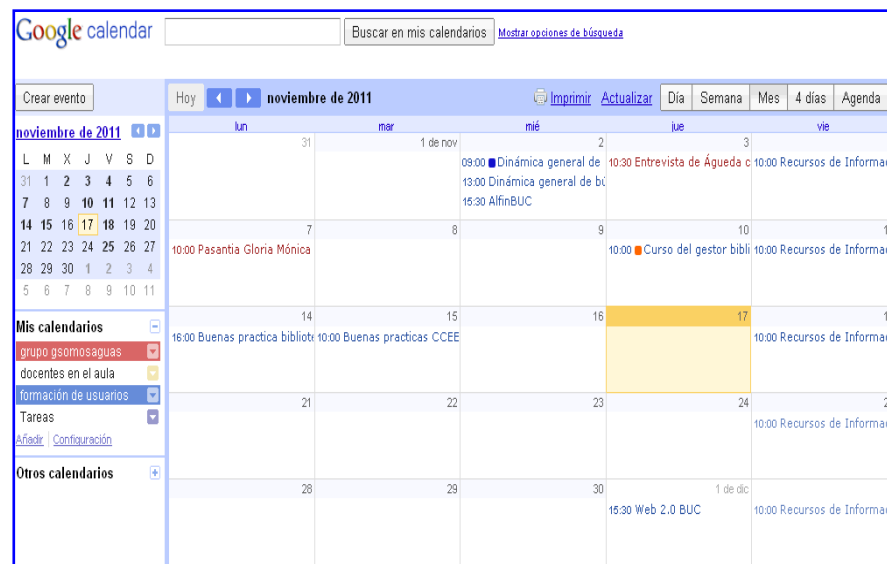 Google calendar Buscar en mis calendarios Mostrar opciones de búsqueda
Crear evento Hoy noviembre de 2011 Imprimir Actualizar Día Semana Mes 4 días Agenda
noviembre de 2011
L M X J V S D
31 1 2 3 4 5 6
7 8 9 10 11 12 13
14 15 16 17 18 19 20
21 22 23 24 25 26 27
28 29 30 1 2 3 4
5 6 7 8 9 10 11
Mis calendarios
grupo gsomosaguas
docentes en el aula
formación de usuarios
Tareas
Añadir Configuración
Otros calendarios
lun mar mié jue vie
31 1 de nov 2 3
09:00 Dinámica general de 10:30 Entrevista de Águeda c 10:00 Recursos de Informa
13:00 Dinámica general de bú
15:30 AlfinBUC
7 8 9 10 1
10:00 Pasantia Gloria Mónica 10:00 Curso del gestor bibli 10:00 Recursos de Informa
14 15 16 17 1
16:00 Buenas practica bibliote 10:00 Buenas practicas CCEE 10:00 Recursos de Informa
21 22 23 24 2
10:00 Recursos de Informa
28 29 30 1 de dic
15:30 Web 2.0 BUC 10:00 Recursos de Informa